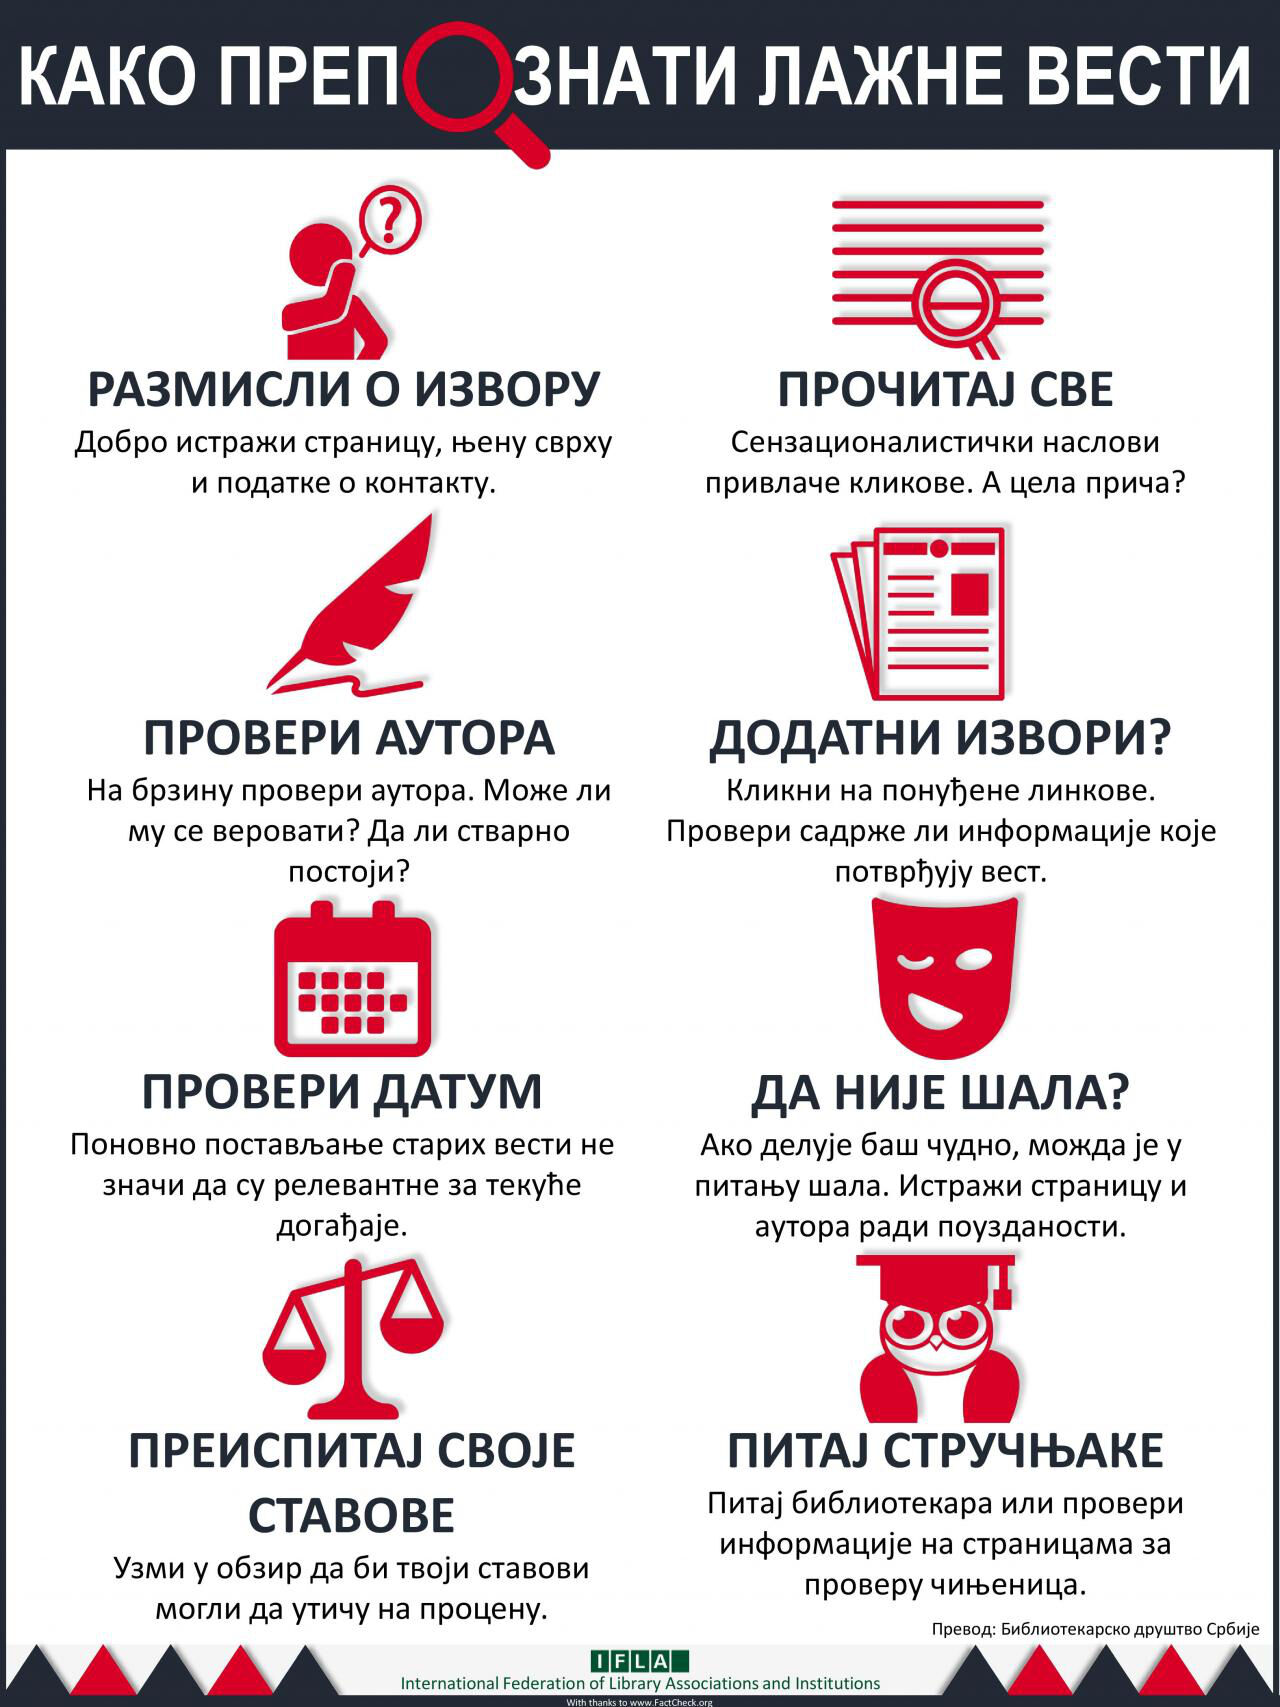 КАКО ПРЕПОЗНАТИ ЛАЖНЕ ВЕСТИ
?
РАЗМИСЛИ О ИЗВОРУ
Добро истражи страницу, њену сврху
и податке о контакту.
ПРОЧИТАЈ СВЕ
Сензационалистички наслови
привлаче кликове. А цела прича?
ПРОВЕРИ АУТОРА
На брзину провери аутора. Може ли
му се веровати? Да ли стварно
постоји?
ДОДАТНИ ИЗВОРИ?
Кликни на понуђене линкове.
Провери садрже ли информације које
потврђују вест.
ПРОВЕРИ ДАТУМ
Поновно постављање старих вести не
значи да су релевантне за текуће
догађаје.
ДА НИЈЕ ШАЛА?
Ако делује баш чудно, можда је у
питању шала. Истражи страницу и
аутора ради поузданости.
ПРЕИСПИТАЈ СВОЈЕ
СТАВОВЕ
Узми у обзир да би твоји ставови
могли да утичу на процену.
ПИТАЈ СТРУЧЊАКЕ
Питај библиотекара или провери
информације на страницама за
проверу чињеница.
Превод: Библиотекарско друштво Србије
IFLA
International Federation of Library Associations and Institutions
With thanks to www.FactCheck.org